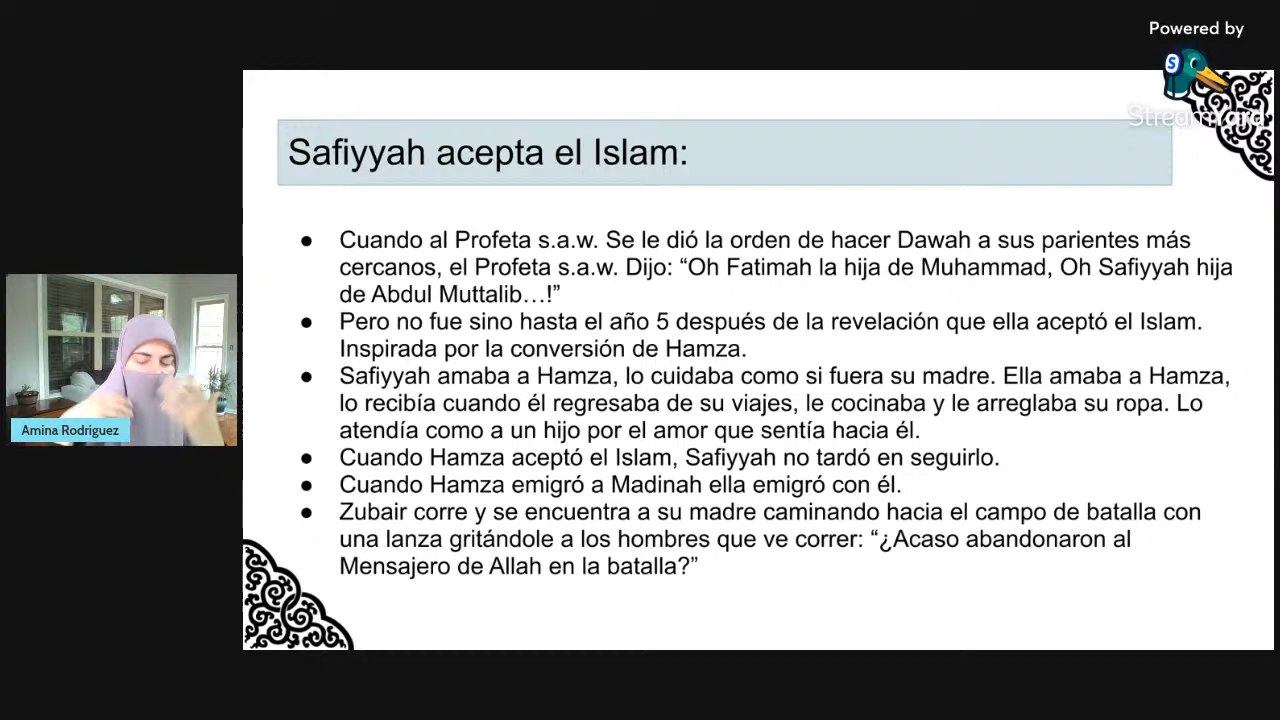 Powered by
StreamYard
Safiyyah acepta el Islam:
● Cuando al Profeta s.a.w. Se le dió la orden de hacer Dawah a sus parientes más
cercanos, el Profeta s.a.w. Dijo: “Oh Fatimah la hija de Muhammad, Oh Safiyyah hija
de Abdul Muttalib…!”
● Pero no fue sino hasta el año 5 después de la revelación que ella aceptó el Islam.
Inspirada por la conversión de Hamza.
● Safiyyah amaba a Hamza, lo cuidaba como si fuera su madre. Ella amaba a Hamza,
lo recibía cuando él regresaba de su viajes, le cocinaba y le arreglaba su ropa. Lo
atendía como a un hijo por el amor que sentía hacia él.
● Cuando Hamza aceptó el Islam, Safiyyah no tardó en seguirlo.
● Cuando Hamza emigró a Madinah ella emigró con él.
● Zubair corre y se encuentra a su madre caminando hacia el campo de batalla con
una lanza gritándole a los hombres que ve correr: “¿Acaso abandonaron al
Mensajero de Allah en la batalla?”
Amina Rodriguez